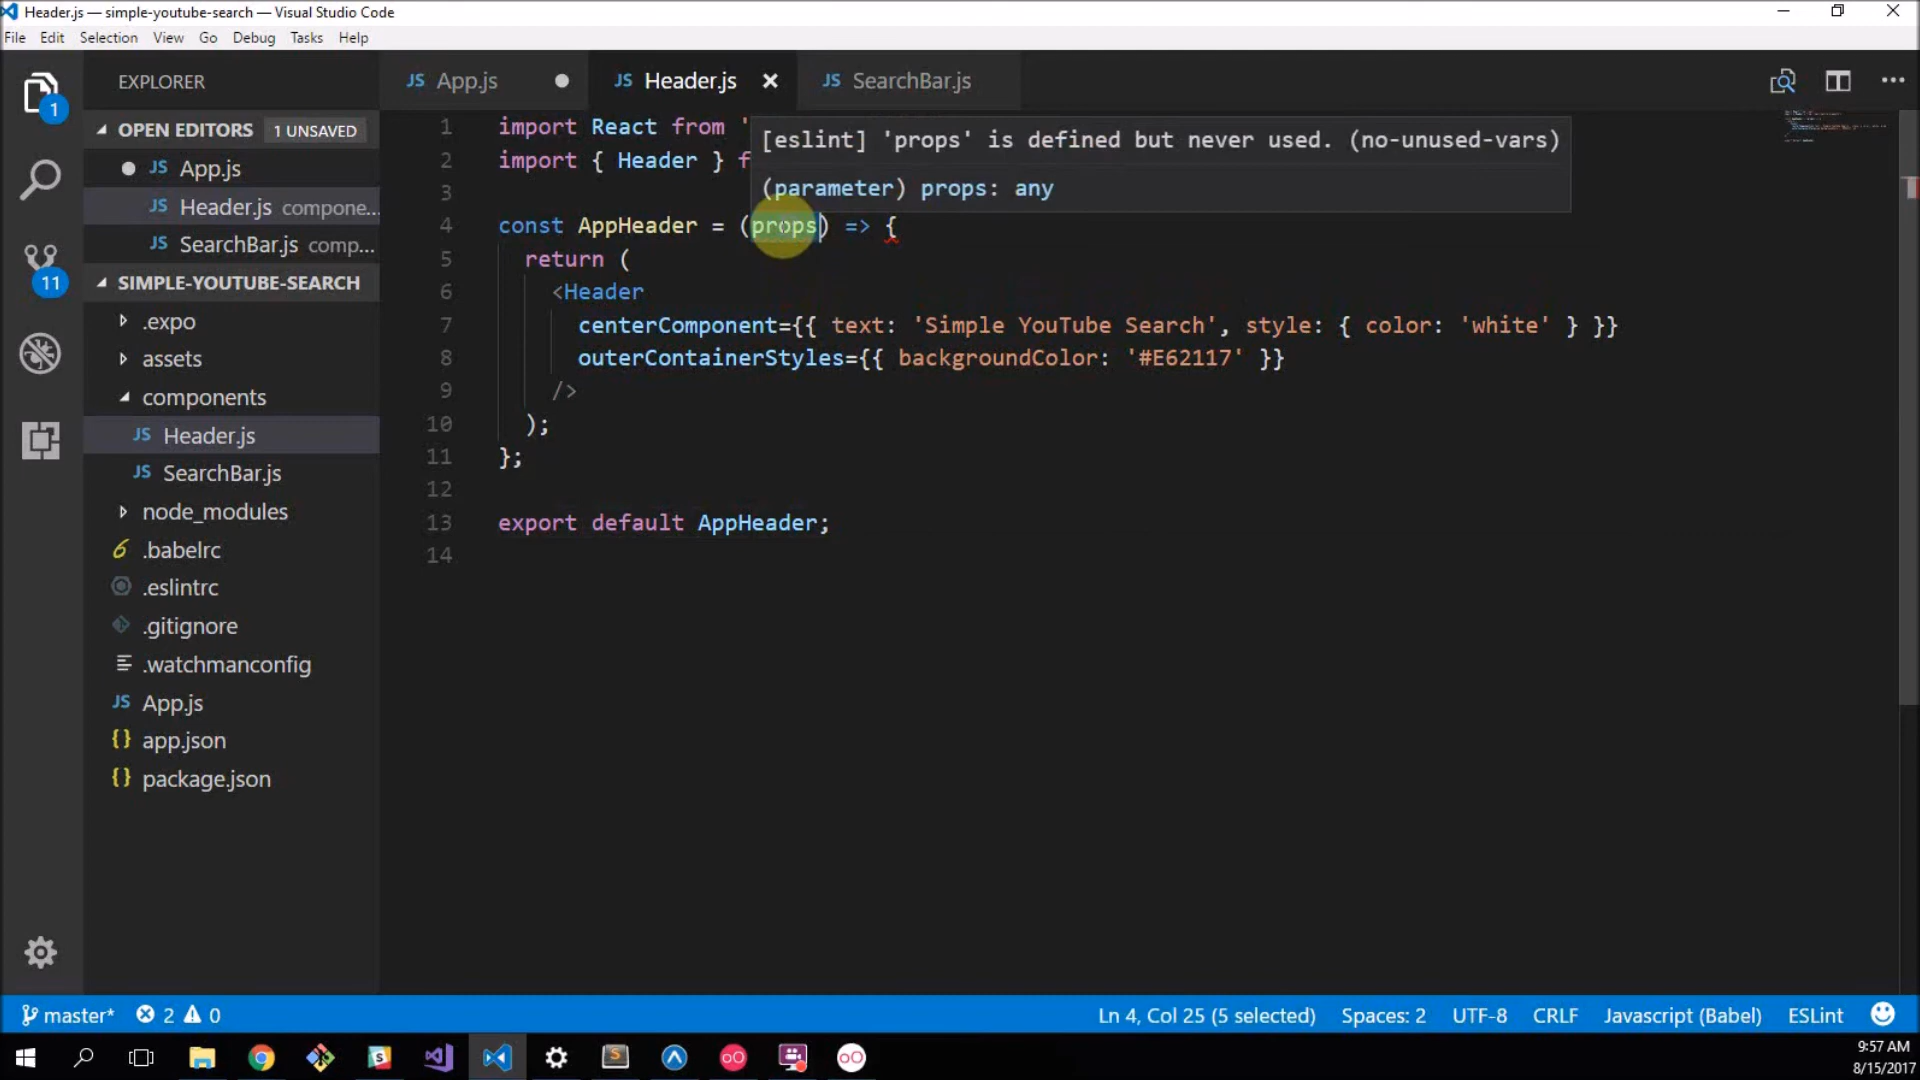 Header.js — simple-youtube-search — Visual Studio Code
File Edit Selection View Go Debug Tasks Help
EXPLORER
OPEN EDITORS 1 UNSAVED
JS App.js
JS Header.js compone...
JS SearchBar.js comp...
SIMPLE-YOUTUBE-SEARCH
.expo
assets
components
JS Header.js
JS SearchBar.js
node_modules
.babelrc
.eslintrc
.gitignore
.watchmanconfig
JS App.js
{} app.json
{} package.json
1
11
JS App.js
JS Header.js
JS SearchBar.js
[eslint] 'props' is defined but never used. (no-unused-vars)
(parameter) props: any
1 import React from '
2 import { Header } f
3
4 const AppHeader = (props) => {
5 return (
6 <Header
7 centerComponent={{ text: 'Simple YouTube Search', style: { color: 'white' } }}
8 outerContainerStyles={{ backgroundColor: '#E62117' }}
9 />
10 );
11 };
12
13 export default AppHeader;
14
master* 2 0 Ln 4, Col 25 (5 selected) Spaces: 2 UTF-8 CRLF Javascript (Babel) ESLint
9:57 AM
8/15/2017